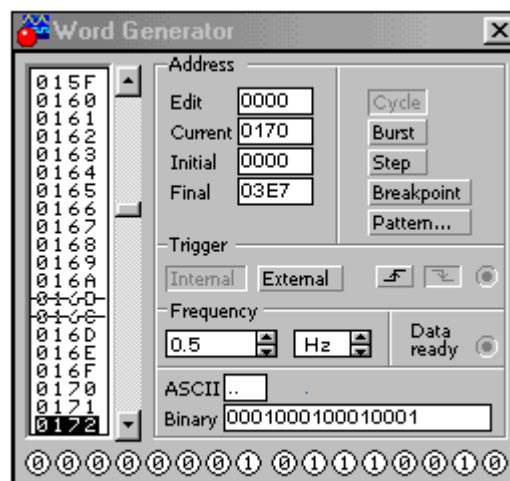 Word Generator
015F
0160
0161
0162
0163
0164
0165
0166
0167
0168
0169
016A
016D
016E
016F
0170
0171
0172
Address
Edit 0000
Current 0170
Initial 0000
Final 03E7
Cycle
Burst
Step
Breakpoint
Pattern...
Trigger
Internal External
Frequency
0.5 Hz
Data ready
ASCII ..
Binary 0001000100010001
0 0 0 0 0 0 0 1 0 1 1 1 0 0 1 0